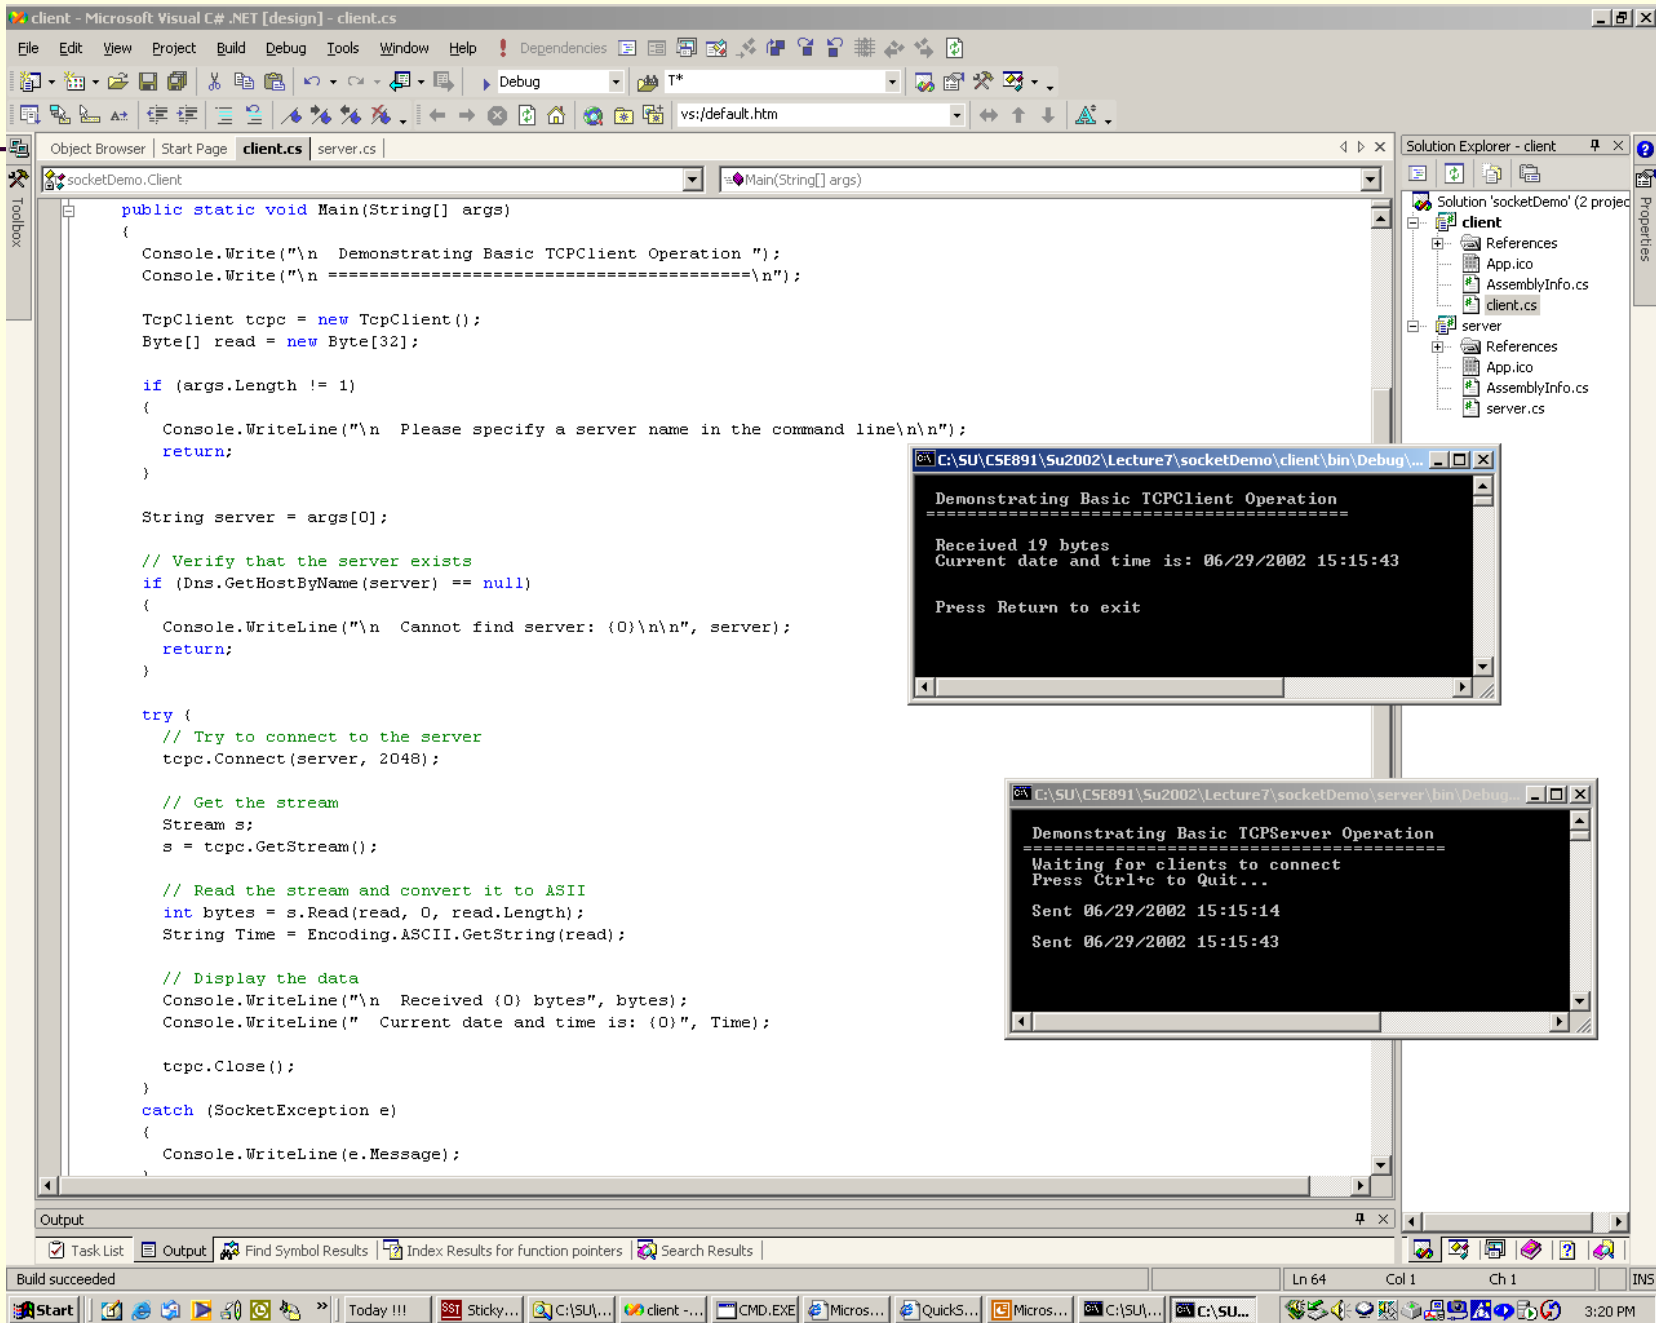 client - Microsoft Visual C# .NET [design] - client.cs
File Edit View Project Build Debug Tools Window Help Dependencies
Debug T*
vs:/default.htm
Object Browser Start Page client.cs server.cs
socketDemo.Client Main(String[] args)
Toolbox
public static void Main(String[] args)
{
Console.Write("\n  Demonstrating Basic TCPClient Operation ");
Console.Write("\n =========================================\n");
TcpClient tcpc = new TcpClient();
Byte[] read = new Byte[32];
if (args.Length != 1)
{
Console.WriteLine("\n  Please specify a server name in the command line\n\n");
return;
}
String server = args[0];
// Verify that the server exists
if (Dns.GetHostByName(server) == null)
{
Console.WriteLine("\n  Cannot find server: {0}\n\n", server);
return;
}
try {
// Try to connect to the server
tcpc.Connect(server, 2048);
// Get the stream
Stream s;
s = tcpc.GetStream();
// Read the stream and convert it to ASII
int bytes = s.Read(read, 0, read.Length);
String Time = Encoding.ASCII.GetString(read);
// Display the data
Console.WriteLine("\n  Received {0} bytes", bytes);
Console.WriteLine("  Current date and time is: {0}", Time);
tcpc.Close();
}
catch (SocketException e)
{
Console.WriteLine(e.Message);
Solution Explorer - client
Solution 'socketDemo' (2 projec
client
References
App.ico
AssemblyInfo.cs
client.cs
server
References
App.ico
AssemblyInfo.cs
server.cs
Properties
C:\SU\CSE891\Su2002\Lecture7\socketDemo\client\bin\Debug\...
Demonstrating Basic TCPClient Operation
=========================================
Received 19 bytes
Current date and time is: 06/29/2002 15:15:43
Press Return to exit
C:\SU\CSE891\Su2002\Lecture7\socketDemo\server\bin\Debug...
Demonstrating Basic TCPServer Operation
=========================================
Waiting for clients to connect
Press Ctrl+c to Quit...
Sent 06/29/2002 15:15:14
Sent 06/29/2002 15:15:43
Output
Task List Output Find Symbol Results Index Results for function pointers Search Results
Build succeeded Ln 64 Col 1 Ch 1 INS
Start » Today !!! SST Sticky... C:\SU\... client -... CMD.EXE Micros... QuickS... Micros... C:\SU\... C:\SU... 3:20 PM